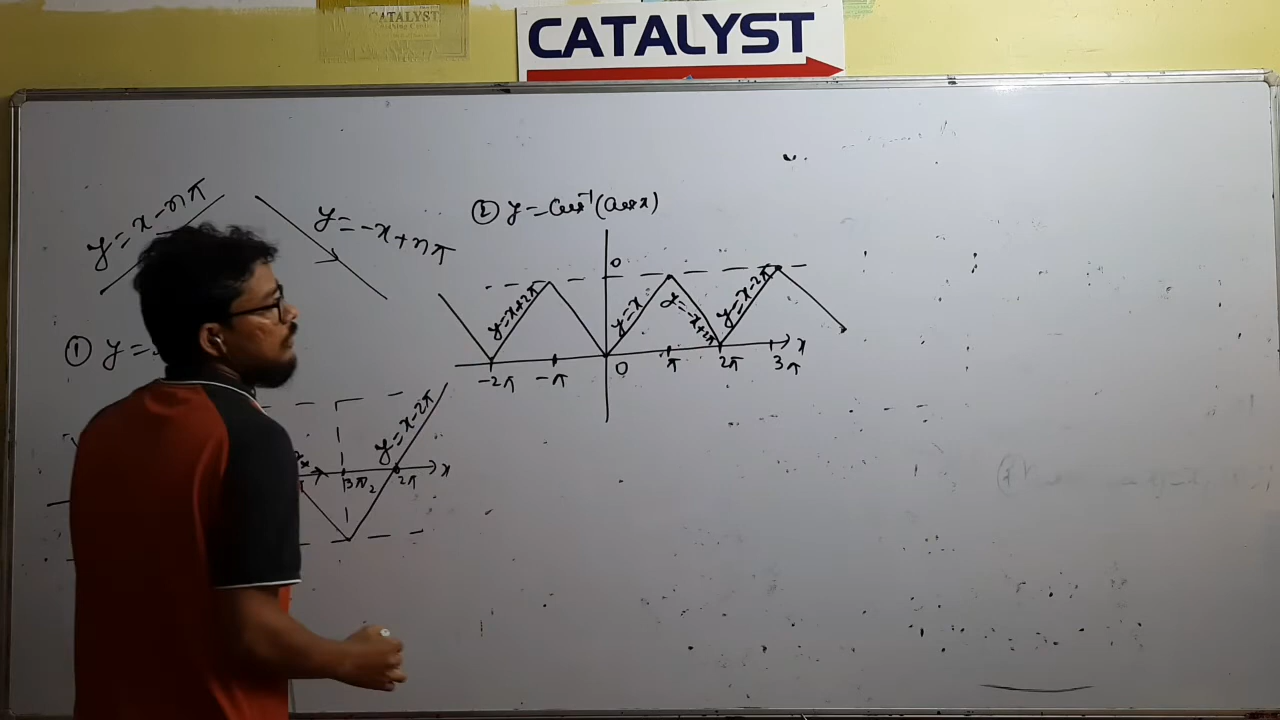 CATALYST
CATALYST
y = x - nπ
y = -x + nπ
② y = cos⁻¹(cos x)
y = x + 2π
y = x
y = -x + 2π
y = x - 2π
0
-2π
-π
0
π
2π
3π
x
① y =
y = x - 2π
3π/2
2π
x